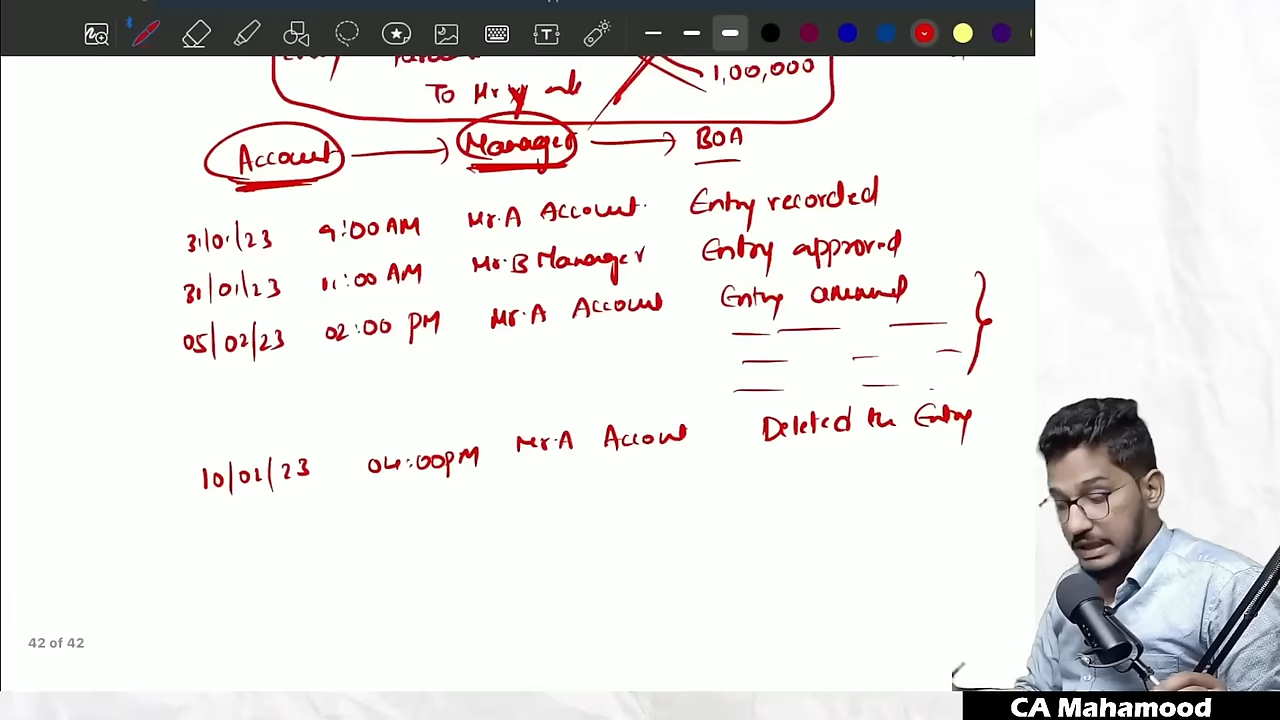 1,00,000
To Mr Y
Account → Manager → BOA
31/01/23 9:00 AM Mr.A Account. Entry recorded
31/01/23 11:00 AM Mr.B Manager Entry approved
05/02/23 02:00 PM Mr.A Account Entry
10/02/23 04:00PM Mr.A Account Deleted the Entry
42 of 42
CA Mahamood